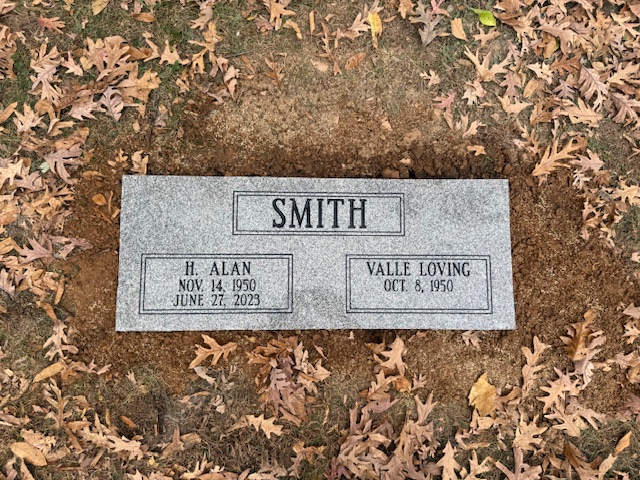 SMITH
H. ALAN
NOV. 14, 1950
JUNE 27, 2023
VALLE LOVING
OCT. 8, 1950